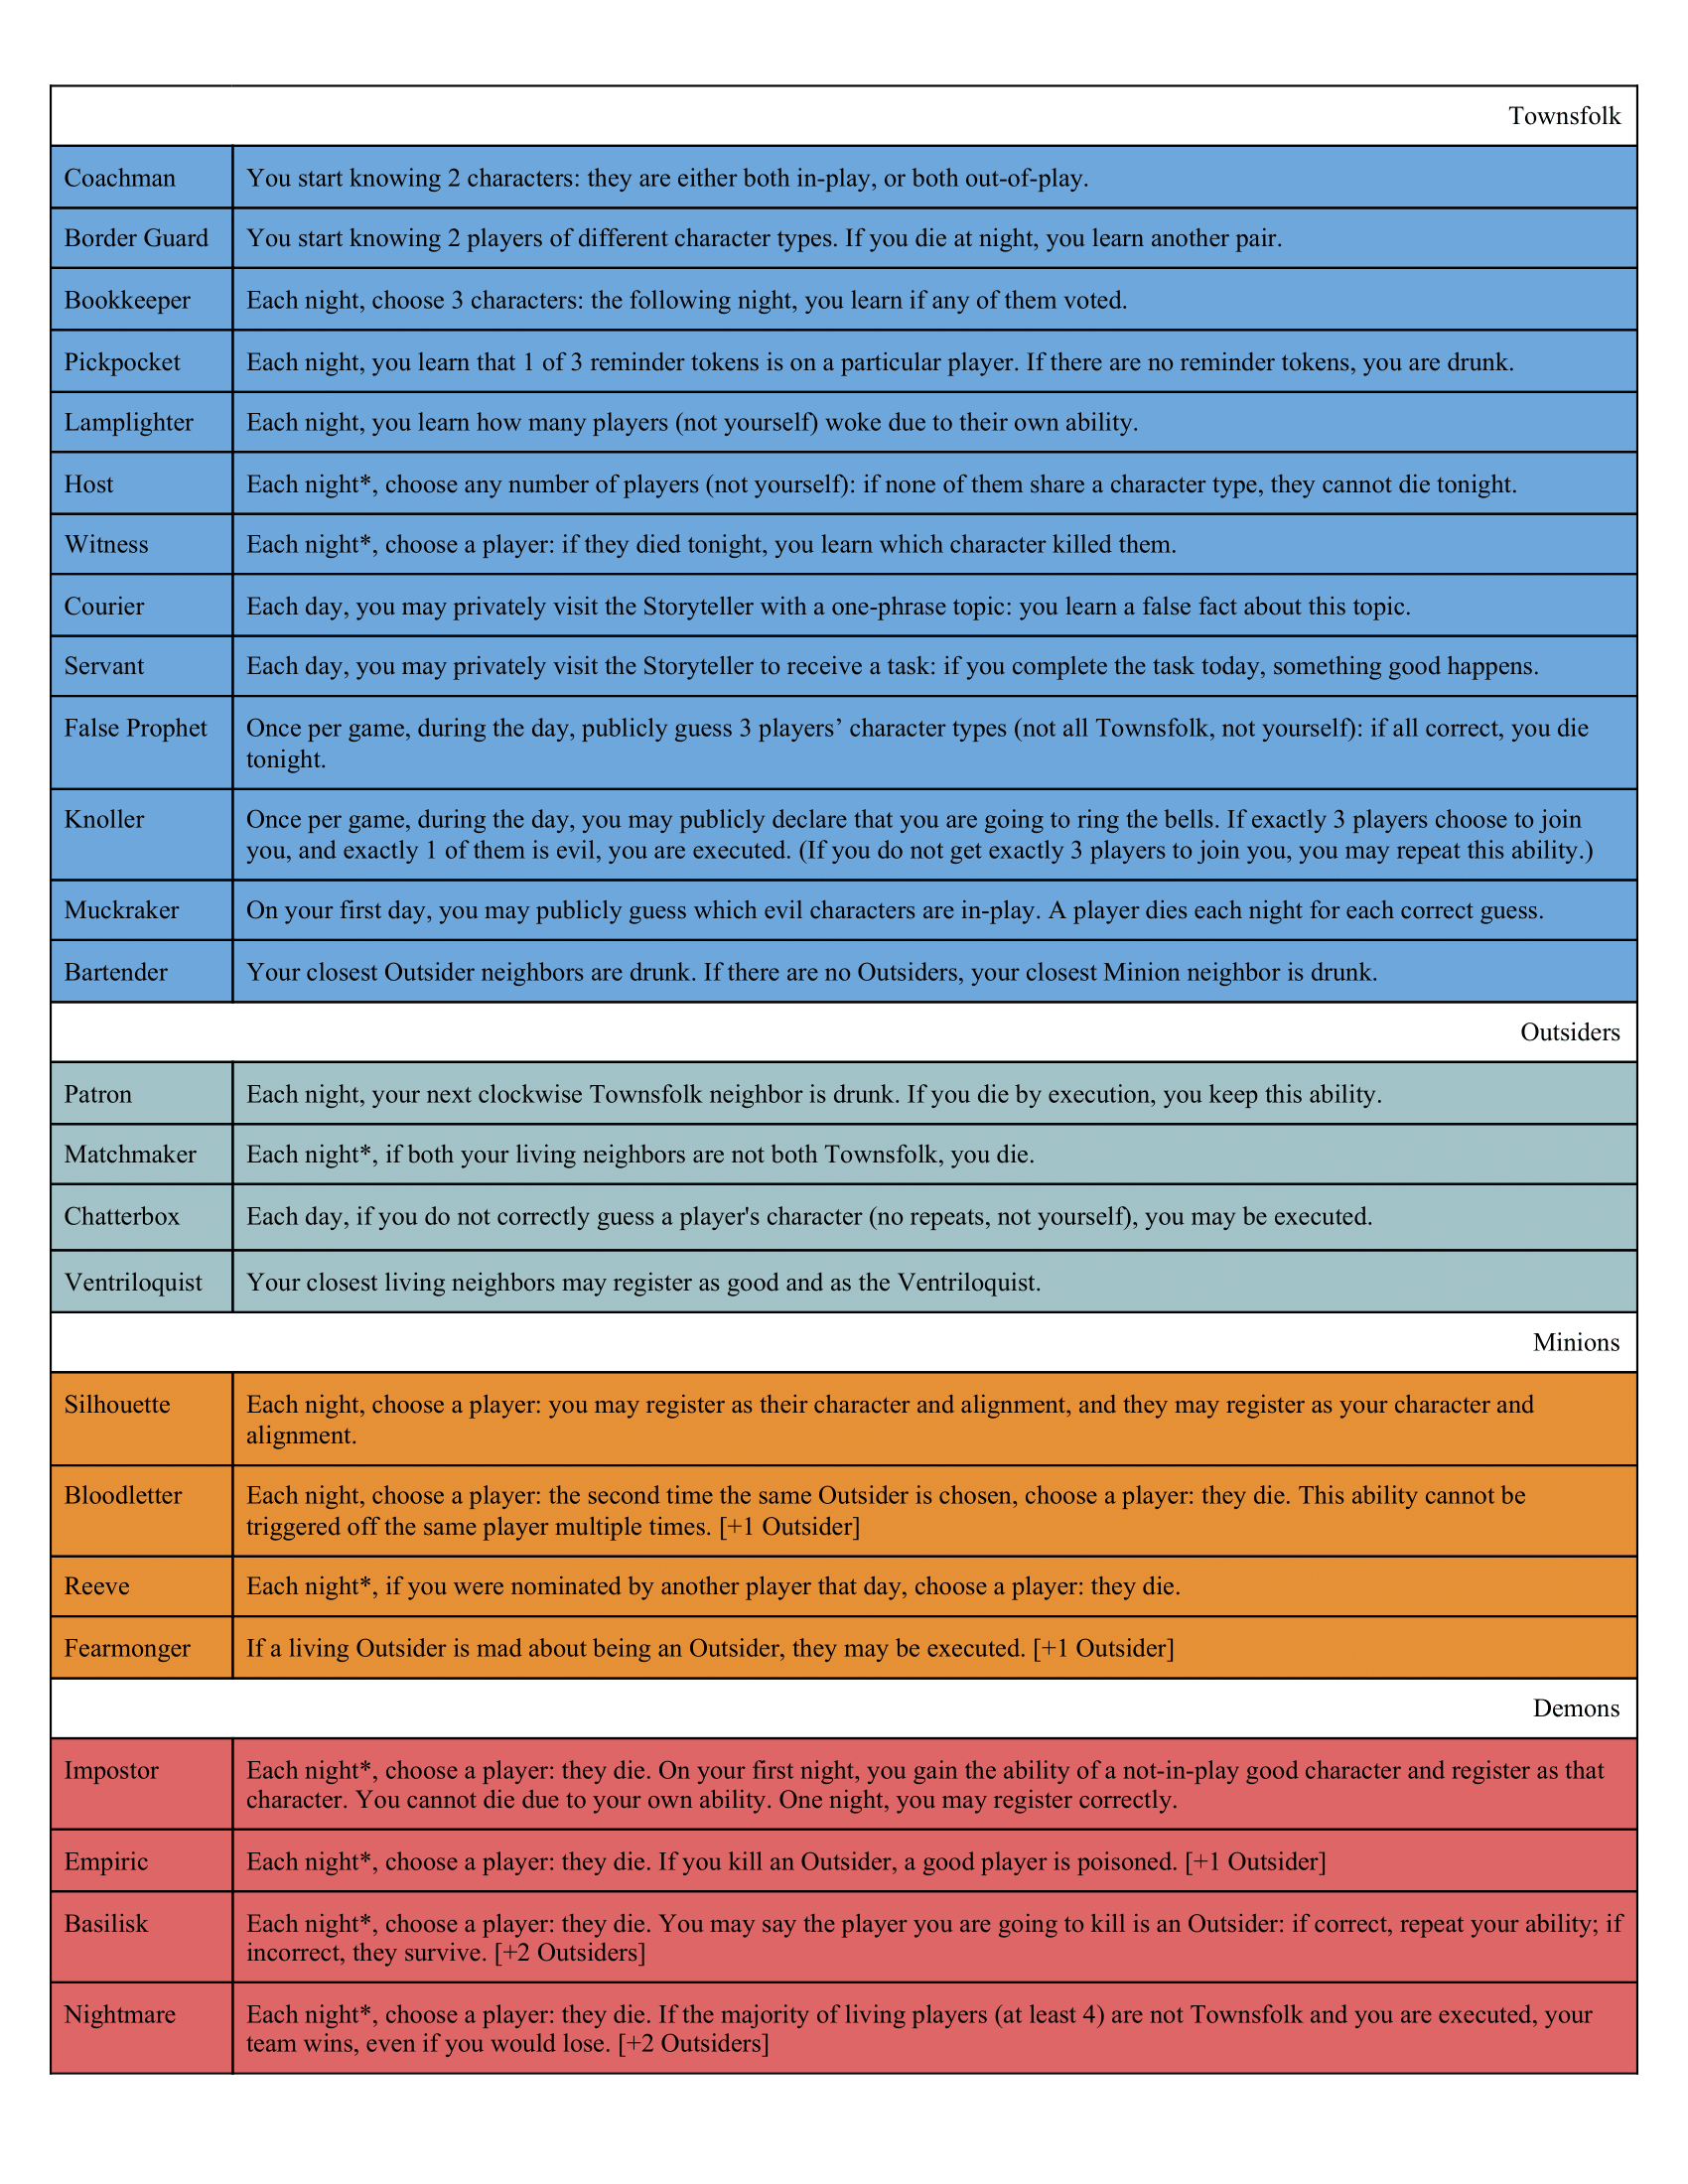 Townsfolk
Coachman You start knowing 2 characters: they are either both in-play, or both out-of-play.
Border Guard You start knowing 2 players of different character types. If you die at night, you learn another pair.
Bookkeeper Each night, choose 3 characters: the following night, you learn if any of them voted.
Pickpocket Each night, you learn that 1 of 3 reminder tokens is on a particular player. If there are no reminder tokens, you are drunk.
Lamplighter Each night, you learn how many players (not yourself) woke due to their own ability.
Host Each night*, choose any number of players (not yourself): if none of them share a character type, they cannot die tonight.
Witness Each night*, choose a player: if they died tonight, you learn which character killed them.
Courier Each day, you may privately visit the Storyteller with a one-phrase topic: you learn a false fact about this topic.
Servant Each day, you may privately visit the Storyteller to receive a task: if you complete the task today, something good happens.
False Prophet Once per game, during the day, publicly guess 3 players’ character types (not all Townsfolk, not yourself): if all correct, you die
tonight.
Knoller Once per game, during the day, you may publicly declare that you are going to ring the bells. If exactly 3 players choose to join
you, and exactly 1 of them is evil, you are executed. (If you do not get exactly 3 players to join you, you may repeat this ability.)
Muckraker On your first day, you may publicly guess which evil characters are in-play. A player dies each night for each correct guess.
Bartender Your closest Outsider neighbors are drunk. If there are no Outsiders, your closest Minion neighbor is drunk.
Outsiders
Patron Each night, your next clockwise Townsfolk neighbor is drunk. If you die by execution, you keep this ability.
Matchmaker Each night*, if both your living neighbors are not both Townsfolk, you die.
Chatterbox Each day, if you do not correctly guess a player's character (no repeats, not yourself), you may be executed.
Ventriloquist Your closest living neighbors may register as good and as the Ventriloquist.
Minions
Silhouette Each night, choose a player: you may register as their character and alignment, and they may register as your character and
alignment.
Bloodletter Each night, choose a player: the second time the same Outsider is chosen, choose a player: they die. This ability cannot be
triggered off the same player multiple times. [+1 Outsider]
Reeve Each night*, if you were nominated by another player that day, choose a player: they die.
Fearmonger If a living Outsider is mad about being an Outsider, they may be executed. [+1 Outsider]
Demons
Impostor Each night*, choose a player: they die. On your first night, you gain the ability of a not-in-play good character and register as that
character. You cannot die due to your own ability. One night, you may register correctly.
Empiric Each night*, choose a player: they die. If you kill an Outsider, a good player is poisoned. [+1 Outsider]
Basilisk Each night*, choose a player: they die. You may say the player you are going to kill is an Outsider: if correct, repeat your ability; if
incorrect, they survive. [+2 Outsiders]
Nightmare Each night*, choose a player: they die. If the majority of living players (at least 4) are not Townsfolk and you are executed, your
team wins, even if you would lose. [+2 Outsiders]